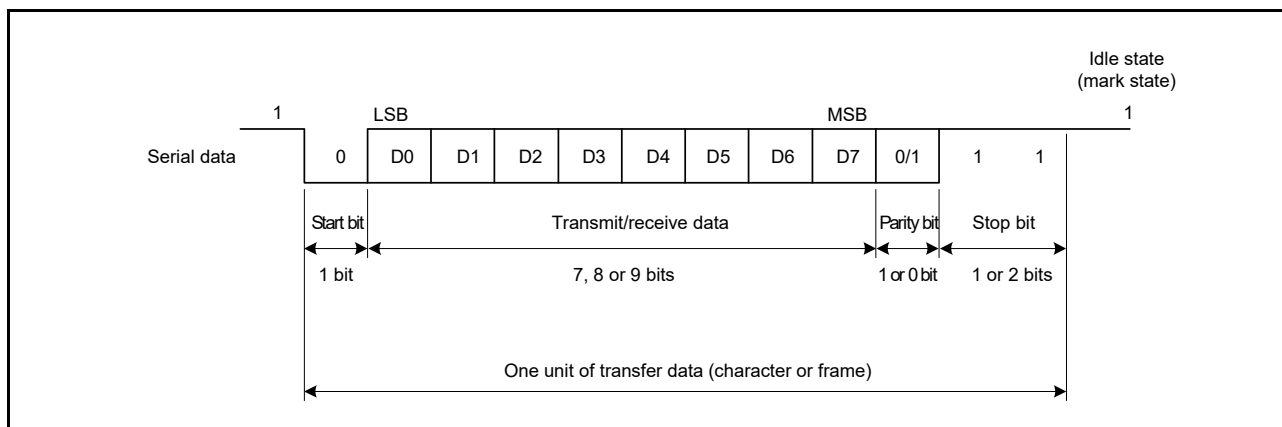 Idle state
(mark state)
1 LSB MSB 1
Serial data 0 D0 D1 D2 D3 D4 D5 D6 D7 0/1 1 1
Start bit Transmit/receive data Parity bit Stop bit
1 bit 7, 8 or 9 bits 1 or 0 bit 1 or 2 bits
One unit of transfer data (character or frame)